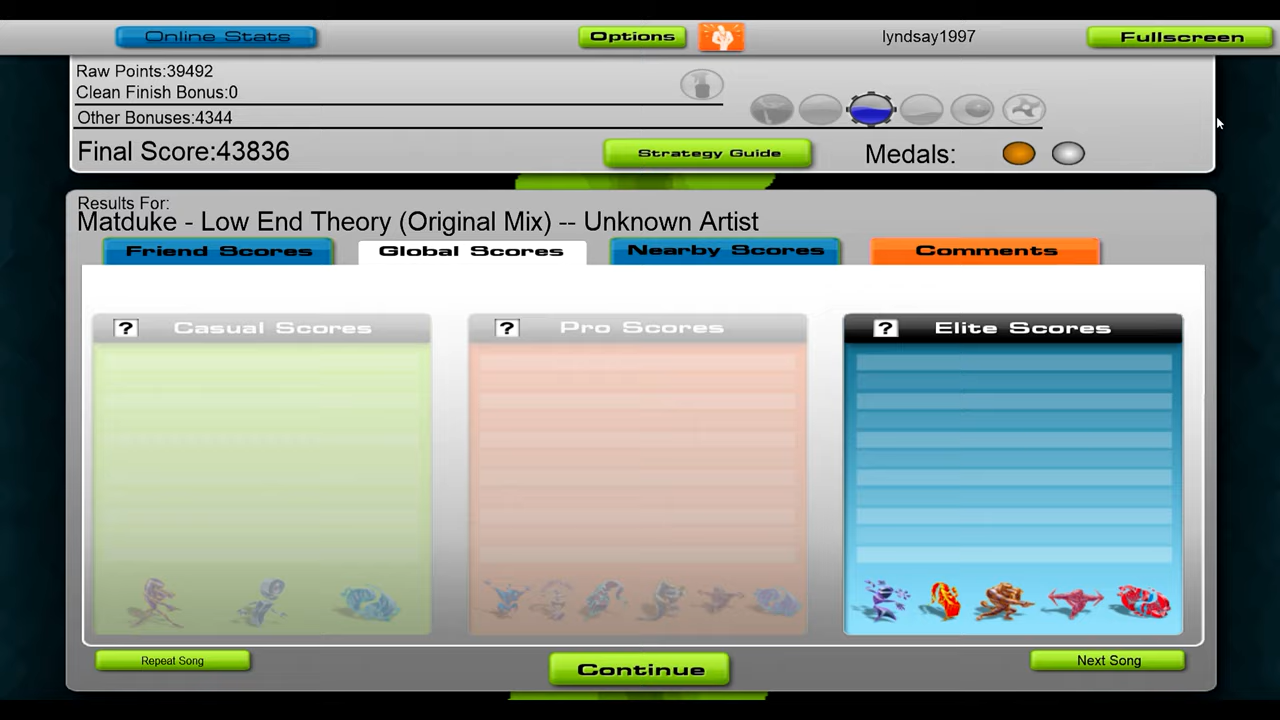 Online Stats
Options
lyndsay1997
Fullscreen
Raw Points:39492
Clean Finish Bonus:0
Other Bonuses:4344
Final Score:43836
Strategy Guide
Medals:
Results For:
Matduke - Low End Theory (Original Mix) -- Unknown Artist
Friend Scores
Global Scores
Nearby Scores
Comments
? Casual Scores
? Pro Scores
? Elite Scores
Repeat Song
Continue
Next Song